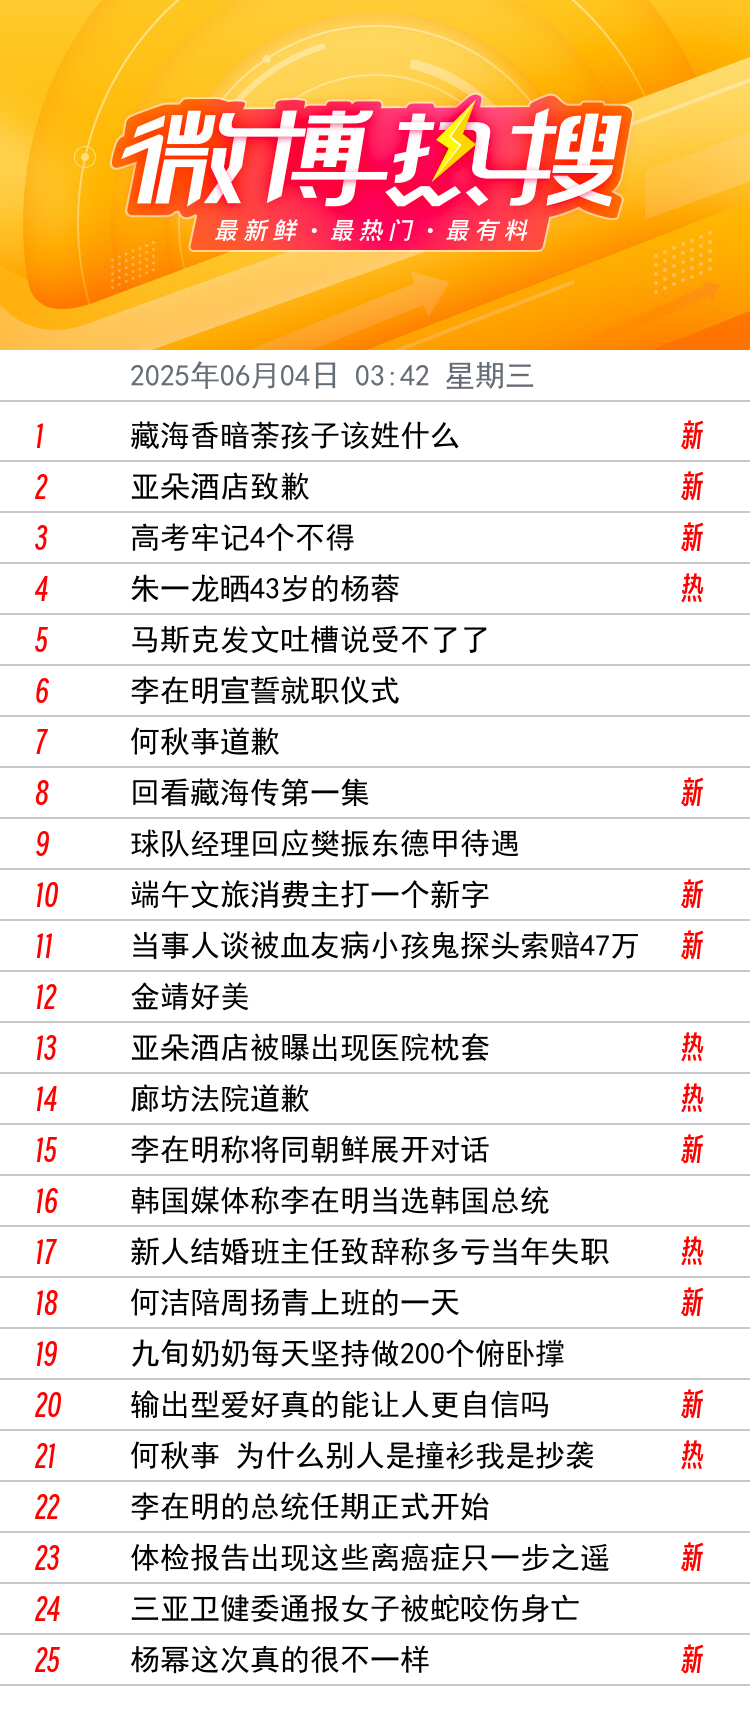 微博热搜
最新鲜·最热门·最有料
2025年06月04日 03:42 星期三
1 藏海香暗荼孩子该姓什么 新
2 亚朵酒店致歉 新
3 高考牢记4个不得 新
4 朱一龙晒43岁的杨蓉 热
5 马斯克发文吐槽说受不了了
6 李在明宣誓就职仪式
7 何秋亊道歉
8 回看藏海传第一集 新
9 球队经理回应樊振东德甲待遇
10 端午文旅消费主打一个新字 新
11 当事人谈被血友病小孩鬼探头索赔47万 新
12 金靖好美
13 亚朵酒店被曝出现医院枕套 热
14 廊坊法院道歉 热
15 李在明称将同朝鲜展开对话 新
16 韩国媒体称李在明当选韩国总统
17 新人结婚班主任致辞称多亏当年失职 热
18 何洁陪周扬青上班的一天 新
19 九旬奶奶每天坚持做200个俯卧撑
20 输出型爱好真的能让人更自信吗 新
21 何秋亊 为什么别人是撞衫我是抄袭 热
22 李在明的总统任期正式开始
23 体检报告出现这些离癌症只一步之遥 新
24 三亚卫健委通报女子被蛇咬伤身亡
25 杨幂这次真的很不一样 新